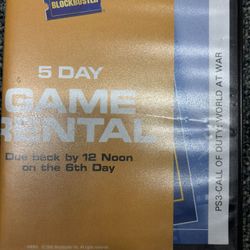 BLOCKBUSTER
5 DAY
GAME
RENTAL
Due back by 12 Noon
on the 6th Day
PS3-CALL OF DUTY:WORLD AT WAR